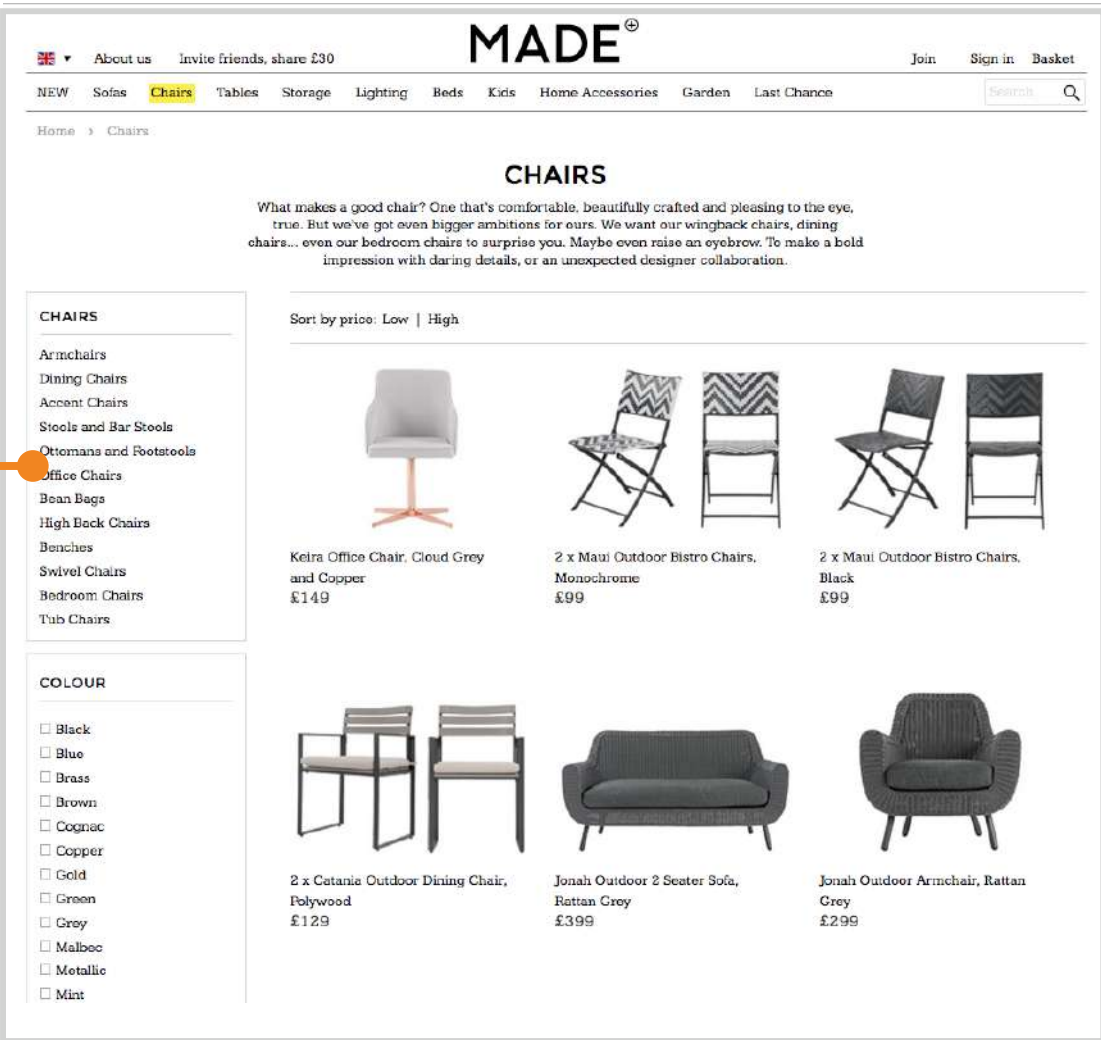 MADE
About us Invite friends, share £30 Join Sign in Basket
NEW Sofas Chairs Tables Storage Lighting Beds Kids Home Accessories Garden Last Chance Search
Home › Chairs
CHAIRS
What makes a good chair? One that's comfortable, beautifully crafted and pleasing to the eye,
true. But we've got even bigger ambitions for ours. We want our wingback chairs, dining
chairs... even our bedroom chairs to surprise you. Maybe even raise an eyebrow. To make a bold
impression with daring details, or an unexpected designer collaboration.
CHAIRS
Armchairs
Dining Chairs
Accent Chairs
Stools and Bar Stools
Ottomans and Footstools
Office Chairs
Bean Bags
High Back Chairs
Benches
Swivel Chairs
Bedroom Chairs
Tub Chairs
COLOUR
Black
Blue
Brass
Brown
Cognac
Copper
Gold
Green
Grey
Malbec
Metallic
Mint
Sort by price: Low | High
Keira Office Chair, Cloud Grey
and Copper
£149
2 x Maui Outdoor Bistro Chairs,
Monochrome
£99
2 x Maui Outdoor Bistro Chairs,
Black
£99
2 x Catania Outdoor Dining Chair,
Polywood
£129
Jonah Outdoor 2 Seater Sofa,
Rattan Grey
£399
Jonah Outdoor Armchair, Rattan
Grey
£299